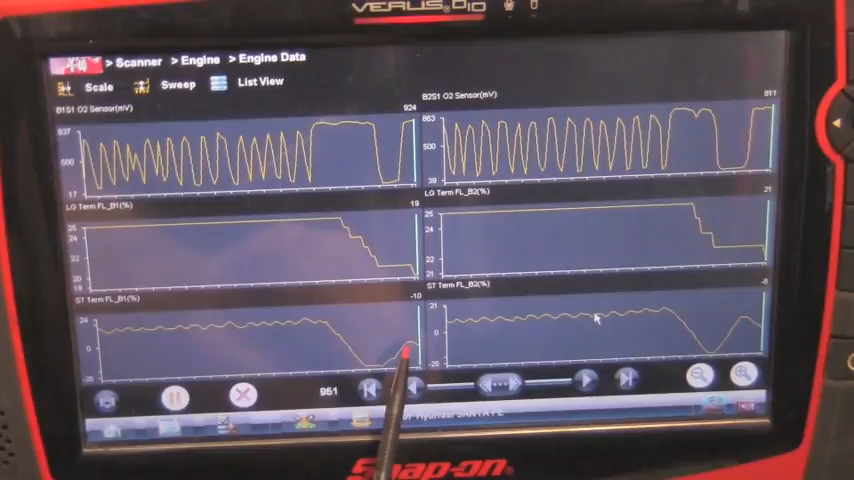 VERUS PRO
> Scanner > Engine > Engine Data
Scale Sweep List View
B1S1 O2 Sensor(mV) 924
937
500
17
B2S1 O2 Sensor(mV) 811
863
500
39
LG Term FL_B1(%) 19
25
24
22
20
19
LG Term FL_B2(%) 21
25
24
22
21
ST Term FL_B1(%) -10
24
0
-25
ST Term FL_B2(%) -8
21
0
-25
951
Hyundai SANTA FE
Snap-on